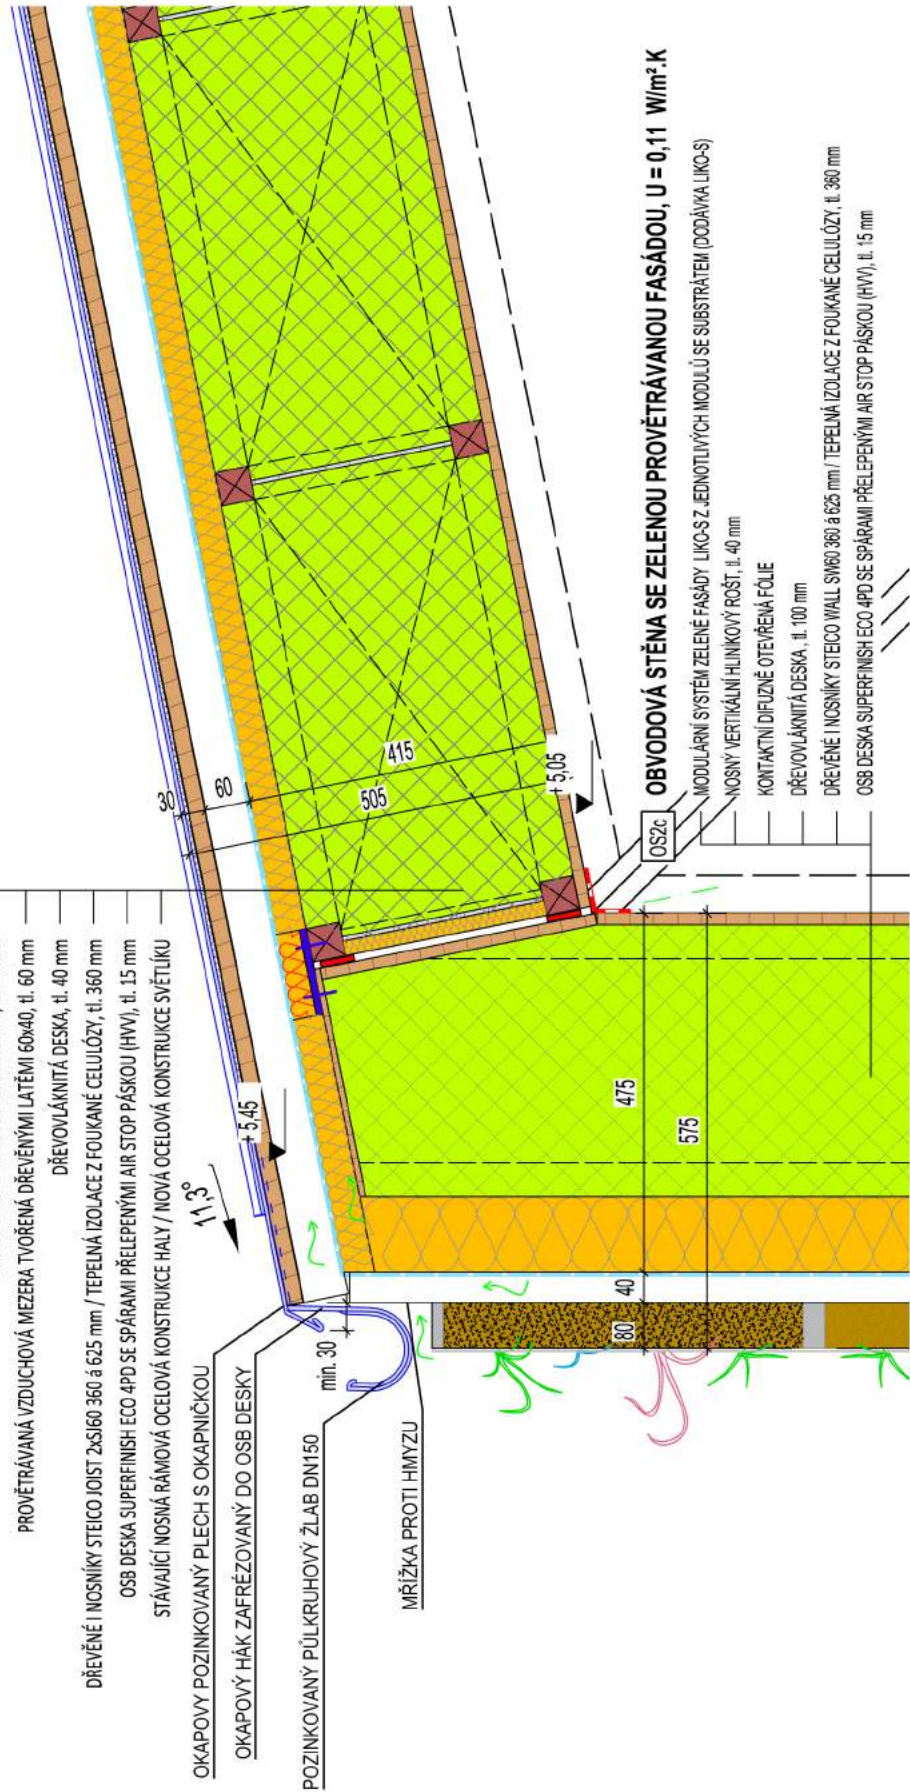 PROVĚTRÁVANÁ VZDUCHOVÁ MEZERA TVOŘENÁ DŘEVĚNÝMI LATĚMI 60x40, tl. 60 mm
DŘEVOVLÁKNITÁ DESKA, tl. 40 mm
DŘEVĚNÉ I NOSNÍKY STEICO JOIST 2xSI60 360 á 625 mm / TEPELNÁ IZOLACE Z FOUKANÉ CELULÓZY, tl. 360 mm
OSB DESKA SUPERFINISH ECO 4PD SE SPÁRAMI PŘELEPENÝMI AIR STOP PÁSKOU (HVV), tl. 15 mm
STÁVAJÍCÍ NOSNÁ RÁMOVÁ OCELOVÁ KONSTRUKCE HALY / NOVÁ OCELOVÁ KONSTRUKCE SVĚTLÍKU
OKAPOVÝ POZINKOVANÝ PLECH S OKAPNIČKOU
OKAPOVÝ HÁK ZAFRÉZOVANÝ DO OSB DESKY
POZINKOVANÝ PŮLKRUHOVÝ ŽLAB DN150
MŘÍŽKA PROTI HMYZU
11,3°
+ 5,45
min. 30
30
60
415
505
+ 5,05
475
575
40
80
OS2c
OBVODOVÁ STĚNA SE ZELENOU PROVĚTRÁVANOU FASÁDOU, U = 0,11 W/m².K
MODULÁRNÍ SYSTÉM ZELENÉ FASÁDY LIKO-S Z JEDNOTLIVÝCH MODULŮ SE SUBSTRÁTEM (DODÁVKA LIKO-S)
NOSNÝ VERTIKÁLNÍ HLINÍKOVÝ ROŠT, tl. 40 mm
KONTAKTNÍ DIFUZNĚ OTEVŘENÁ FÓLIE
DŘEVOVLÁKNITÁ DESKA, tl. 100 mm
DŘEVĚNÉ I NOSNÍKY STEICO WALL SW60 360 á 625 mm / TEPELNÁ IZOLACE Z FOUKANÉ CELULÓZY, tl. 360 mm
OSB DESKA SUPERFINISH ECO 4PD SE SPÁRAMI PŘELEPENÝMI AIR STOP PÁSKOU (HVV), tl. 15 mm